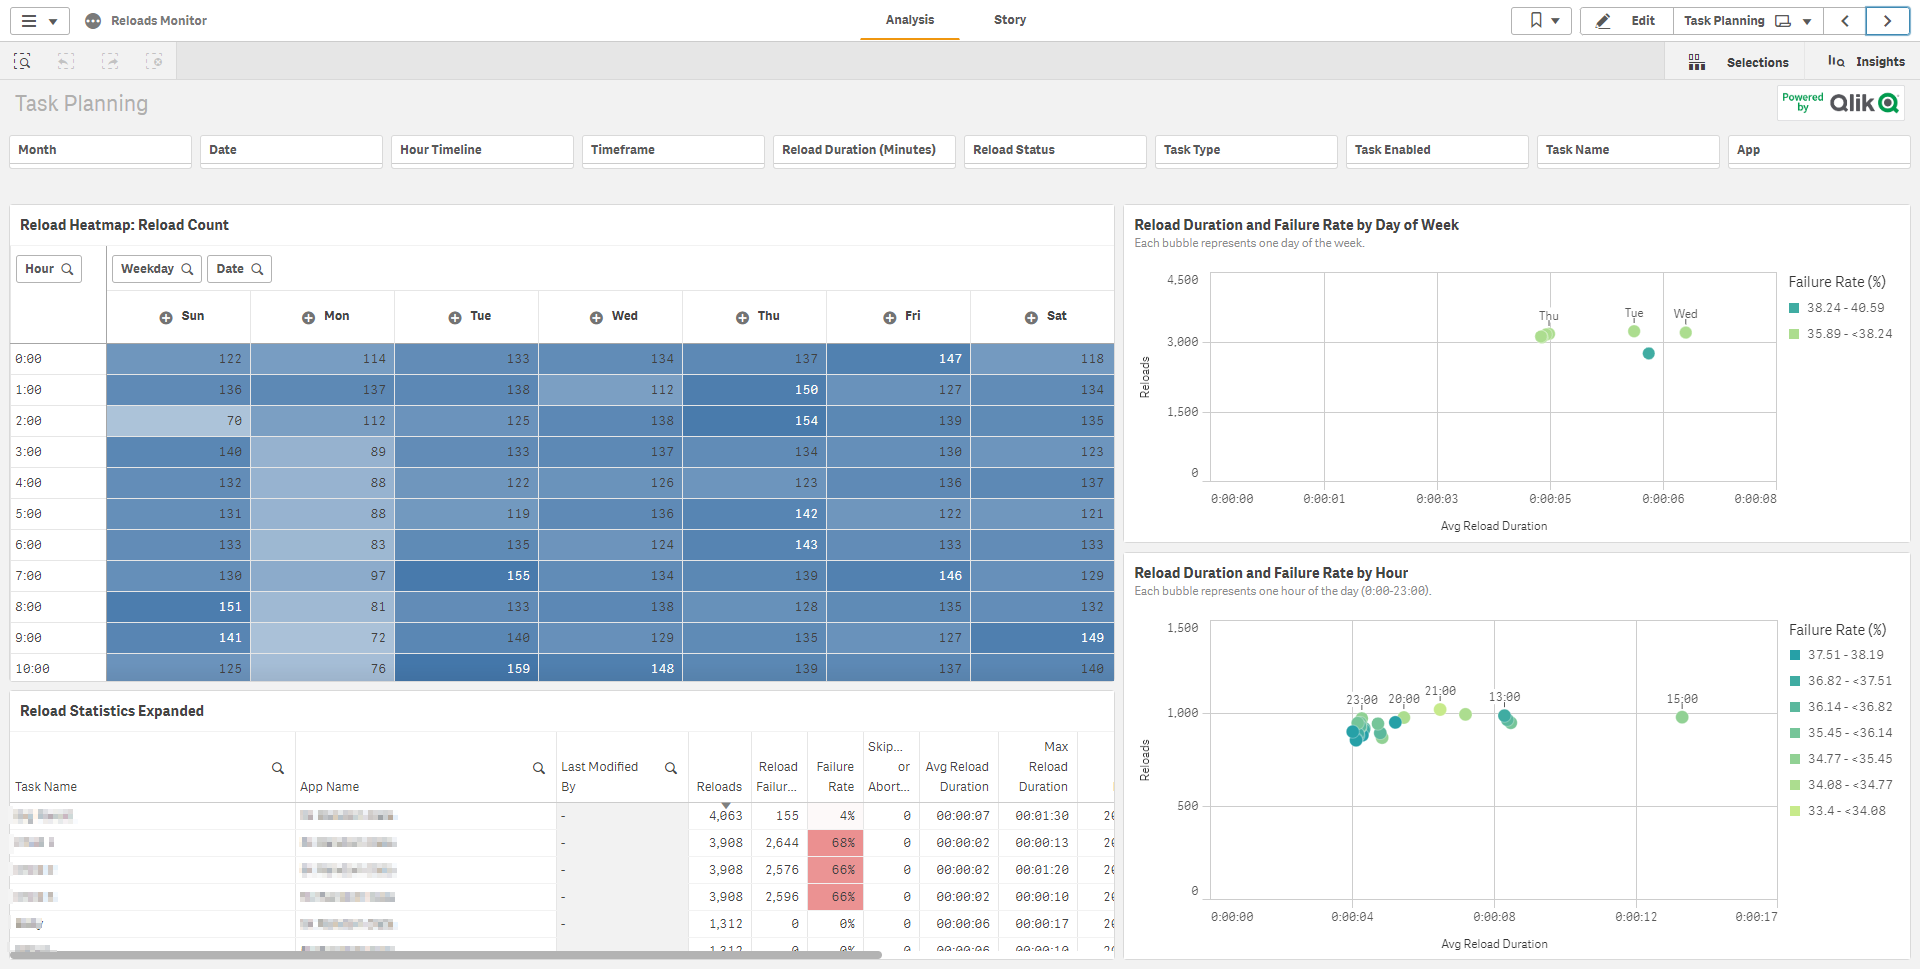 Reloads Monitor
Analysis
Story
Edit
Task Planning
Selections
Insights
Task Planning
Powered by Qlik
Month
Date
Hour Timeline
Timeframe
Reload Duration (Minutes)
Reload Status
Task Type
Task Enabled
Task Name
App
Reload Heatmap: Reload Count
Hour
Weekday
Date
Sun Mon Tue Wed Thu Fri Sat
0:00 122 114 133 134 137 147 118
1:00 136 137 138 112 150 127 134
2:00 70 112 125 138 154 139 135
3:00 140 89 133 137 134 130 123
4:00 132 88 122 126 123 136 137
5:00 131 88 119 136 142 122 121
6:00 133 83 135 124 143 133 133
7:00 130 97 155 134 139 146 129
8:00 151 81 133 138 128 135 132
9:00 141 72 140 129 135 127 149
10:00 125 76 159 148 139 137 140
Reload Statistics Expanded
Task Name
App Name
Last Modified By
Reloads
Reload Failur...
Failure Rate
Skip... or Abort...
Avg Reload Duration
Max Reload Duration
- 4,063 155 4% 0 00:00:07 00:01:30
- 3,908 2,644 68% 0 00:00:02 00:00:13
- 3,908 2,576 66% 0 00:00:02 00:01:20
- 3,908 2,596 66% 0 00:00:02 00:00:10
- 1,312 0 0% 0 00:00:06 00:00:17
1,312 0 0% 0 00:00:06 00:00:10
Reload Duration and Failure Rate by Day of Week
Each bubble represents one day of the week.
Reloads
4,500
3,000
1,500
0
Thu
Tue
Wed
0:00:00 0:00:01 0:00:03 0:00:05 0:00:06 0:00:08
Avg Reload Duration
Failure Rate (%)
38.24 - 40.59
35.89 - <38.24
Reload Duration and Failure Rate by Hour
Each bubble represents one hour of the day (0:00-23:00).
Reloads
1,500
1,000
500
0
23:00
20:00
21:00
13:00
15:00
0:00:00 0:00:04 0:00:08 0:00:12 0:00:17
Avg Reload Duration
Failure Rate (%)
37.51 - 38.19
36.82 - <37.51
36.14 - <36.82
35.45 - <36.14
34.77 - <35.45
34.08 - <34.77
33.4 - <34.08